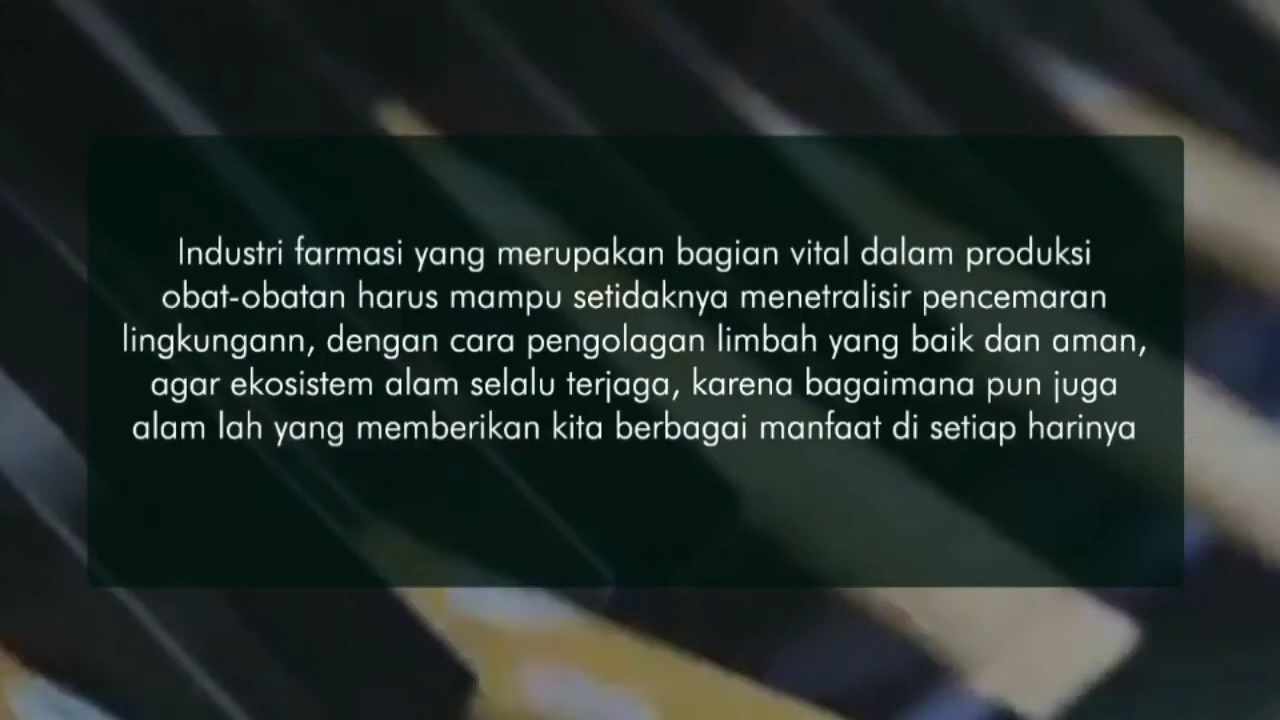 Industri farmasi yang merupakan bagian vital dalam produksi
obat-obatan harus mampu setidaknya menetralisir pencemaran
lingkungann, dengan cara pengolagan limbah yang baik dan aman,
agar ekosistem alam selalu terjaga, karena bagaimana pun juga
alam lah yang memberikan kita berbagai manfaat di setiap harinya